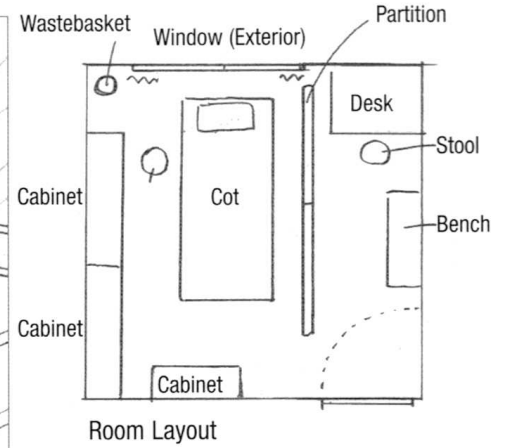 Wastebasket
Partition
Window (Exterior)
Desk
Stool
Cabinet
Cot
Bench
Cabinet
Cabinet
Room Layout